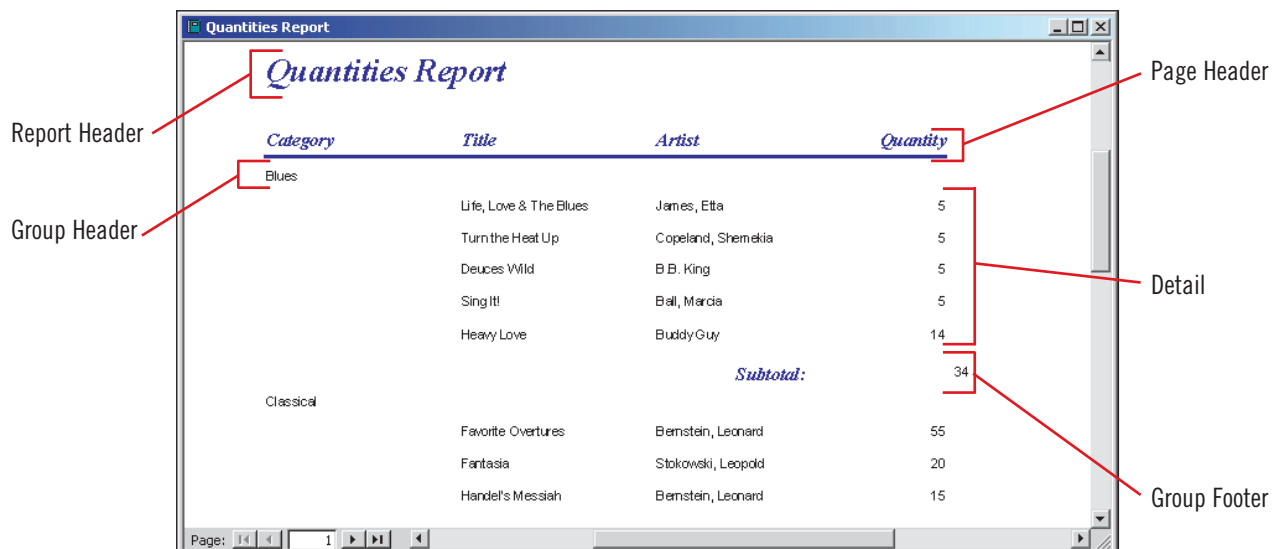 Quantities Report
Quantities Report
Page Header
Report Header
Category Title Artist Quantity
Blues
Group Header
Life, Love & The Blues James, Etta 5
Turn the Heat Up Copeland, Shemekia 5
Deuces Wild B.B. King 5
Detail
Sing It! Ball, Marcia 5
Heavy Love Buddy Guy 14
Subtotal: 34
Classical
Favorite Overtures Bernstein, Leonard 55
Fantasia Stokowski, Leopold 20
Handel's Messiah Bernstein, Leonard 15
Group Footer
Page: 1